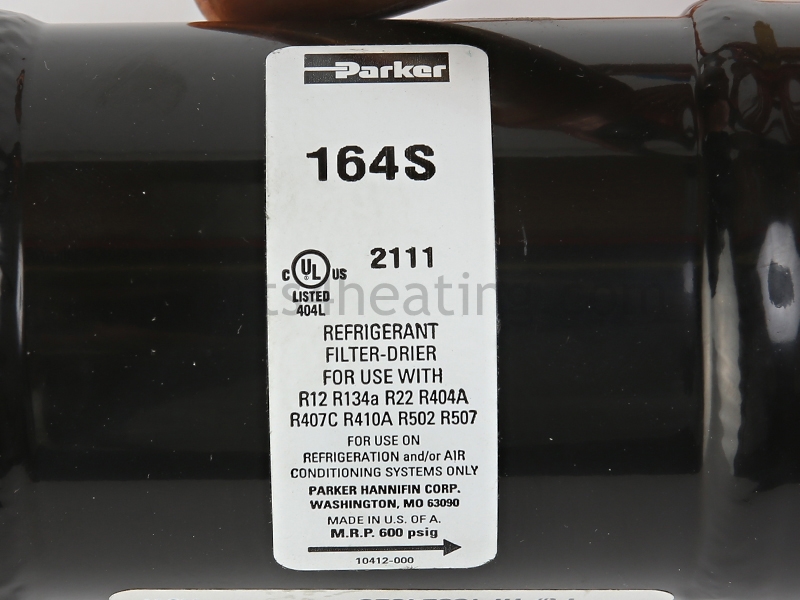 Parker
164S
C UL US 2111
LISTED
404L
parts4heating.com
REFRIGERANT
FILTER-DRIER
FOR USE WITH
R12 R134a R22 R404A
R407C R410A R502 R507
FOR USE ON
REFRIGERATION and/or AIR
CONDITIONING SYSTEMS ONLY
PARKER HANNIFIN CORP.
WASHINGTON, MO 63090
MADE IN U.S. OF A.
M.R.P. 600 psig
10412-000